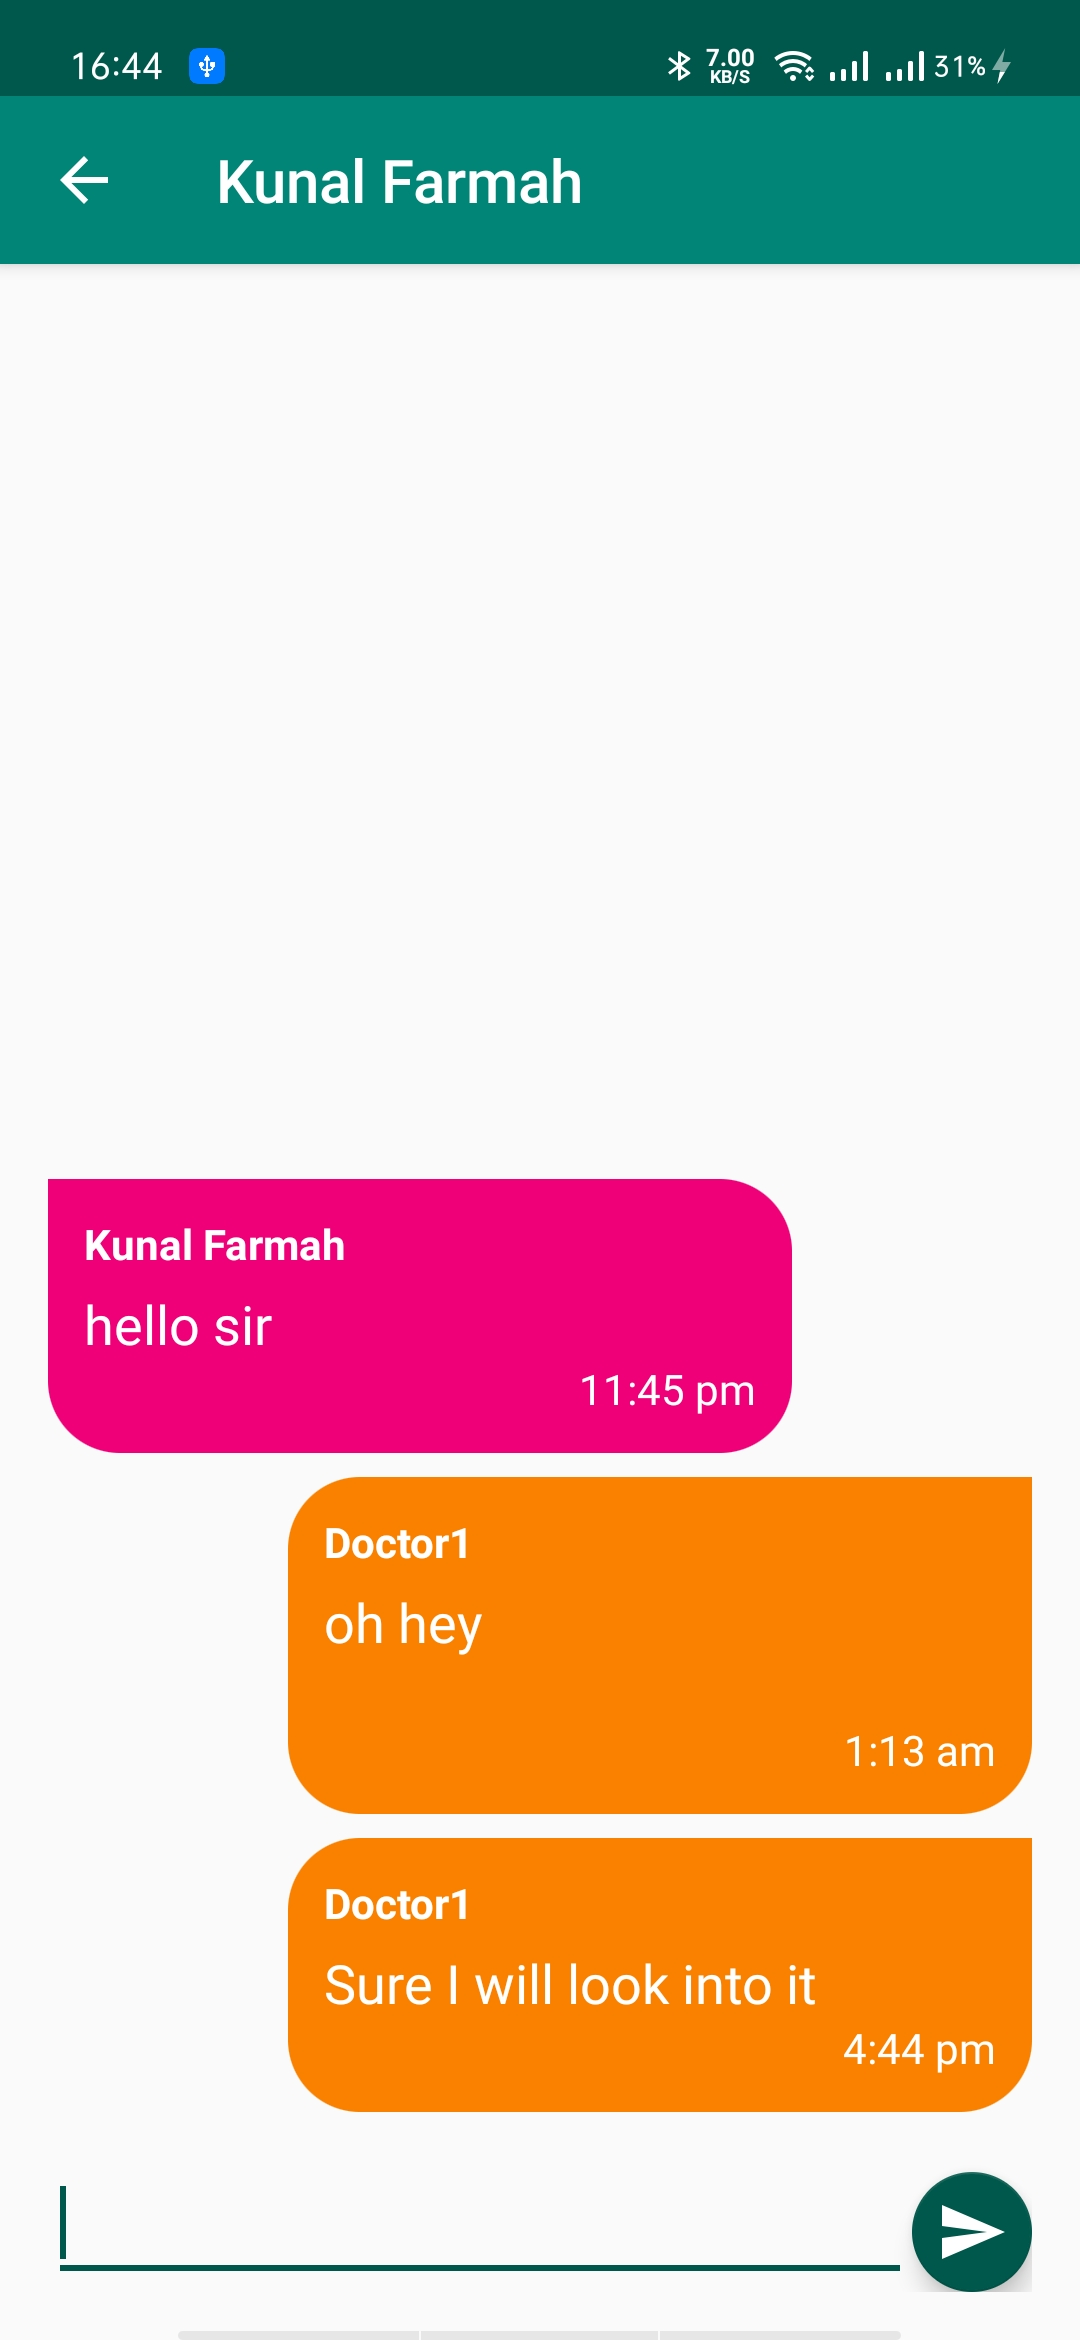 16:44 7.00 KB/S 31%
Kunal Farmah
Kunal Farmah
hello sir
11:45 pm
Doctor1
oh hey
1:13 am
Doctor1
Sure I will look into it
4:44 pm